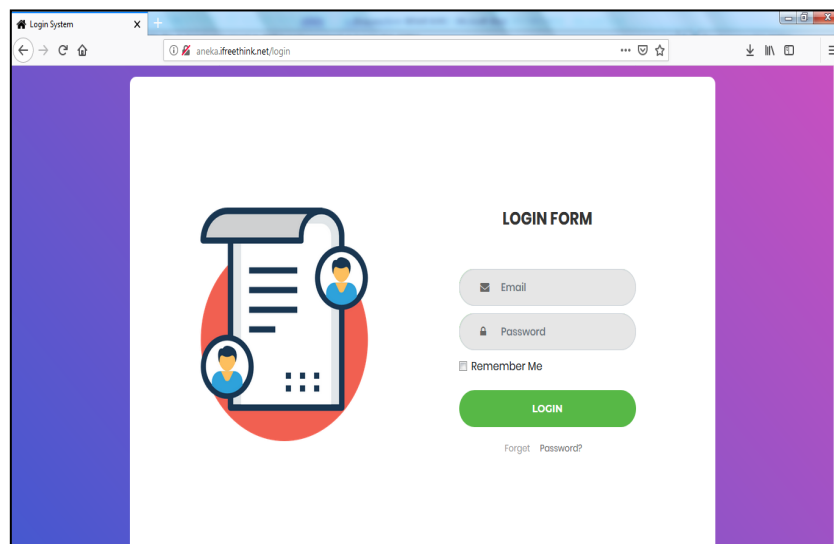 Login System
aneka.ifreethink.net/login
LOGIN FORM
Email
Password
Remember Me
LOGIN
Forget Password?